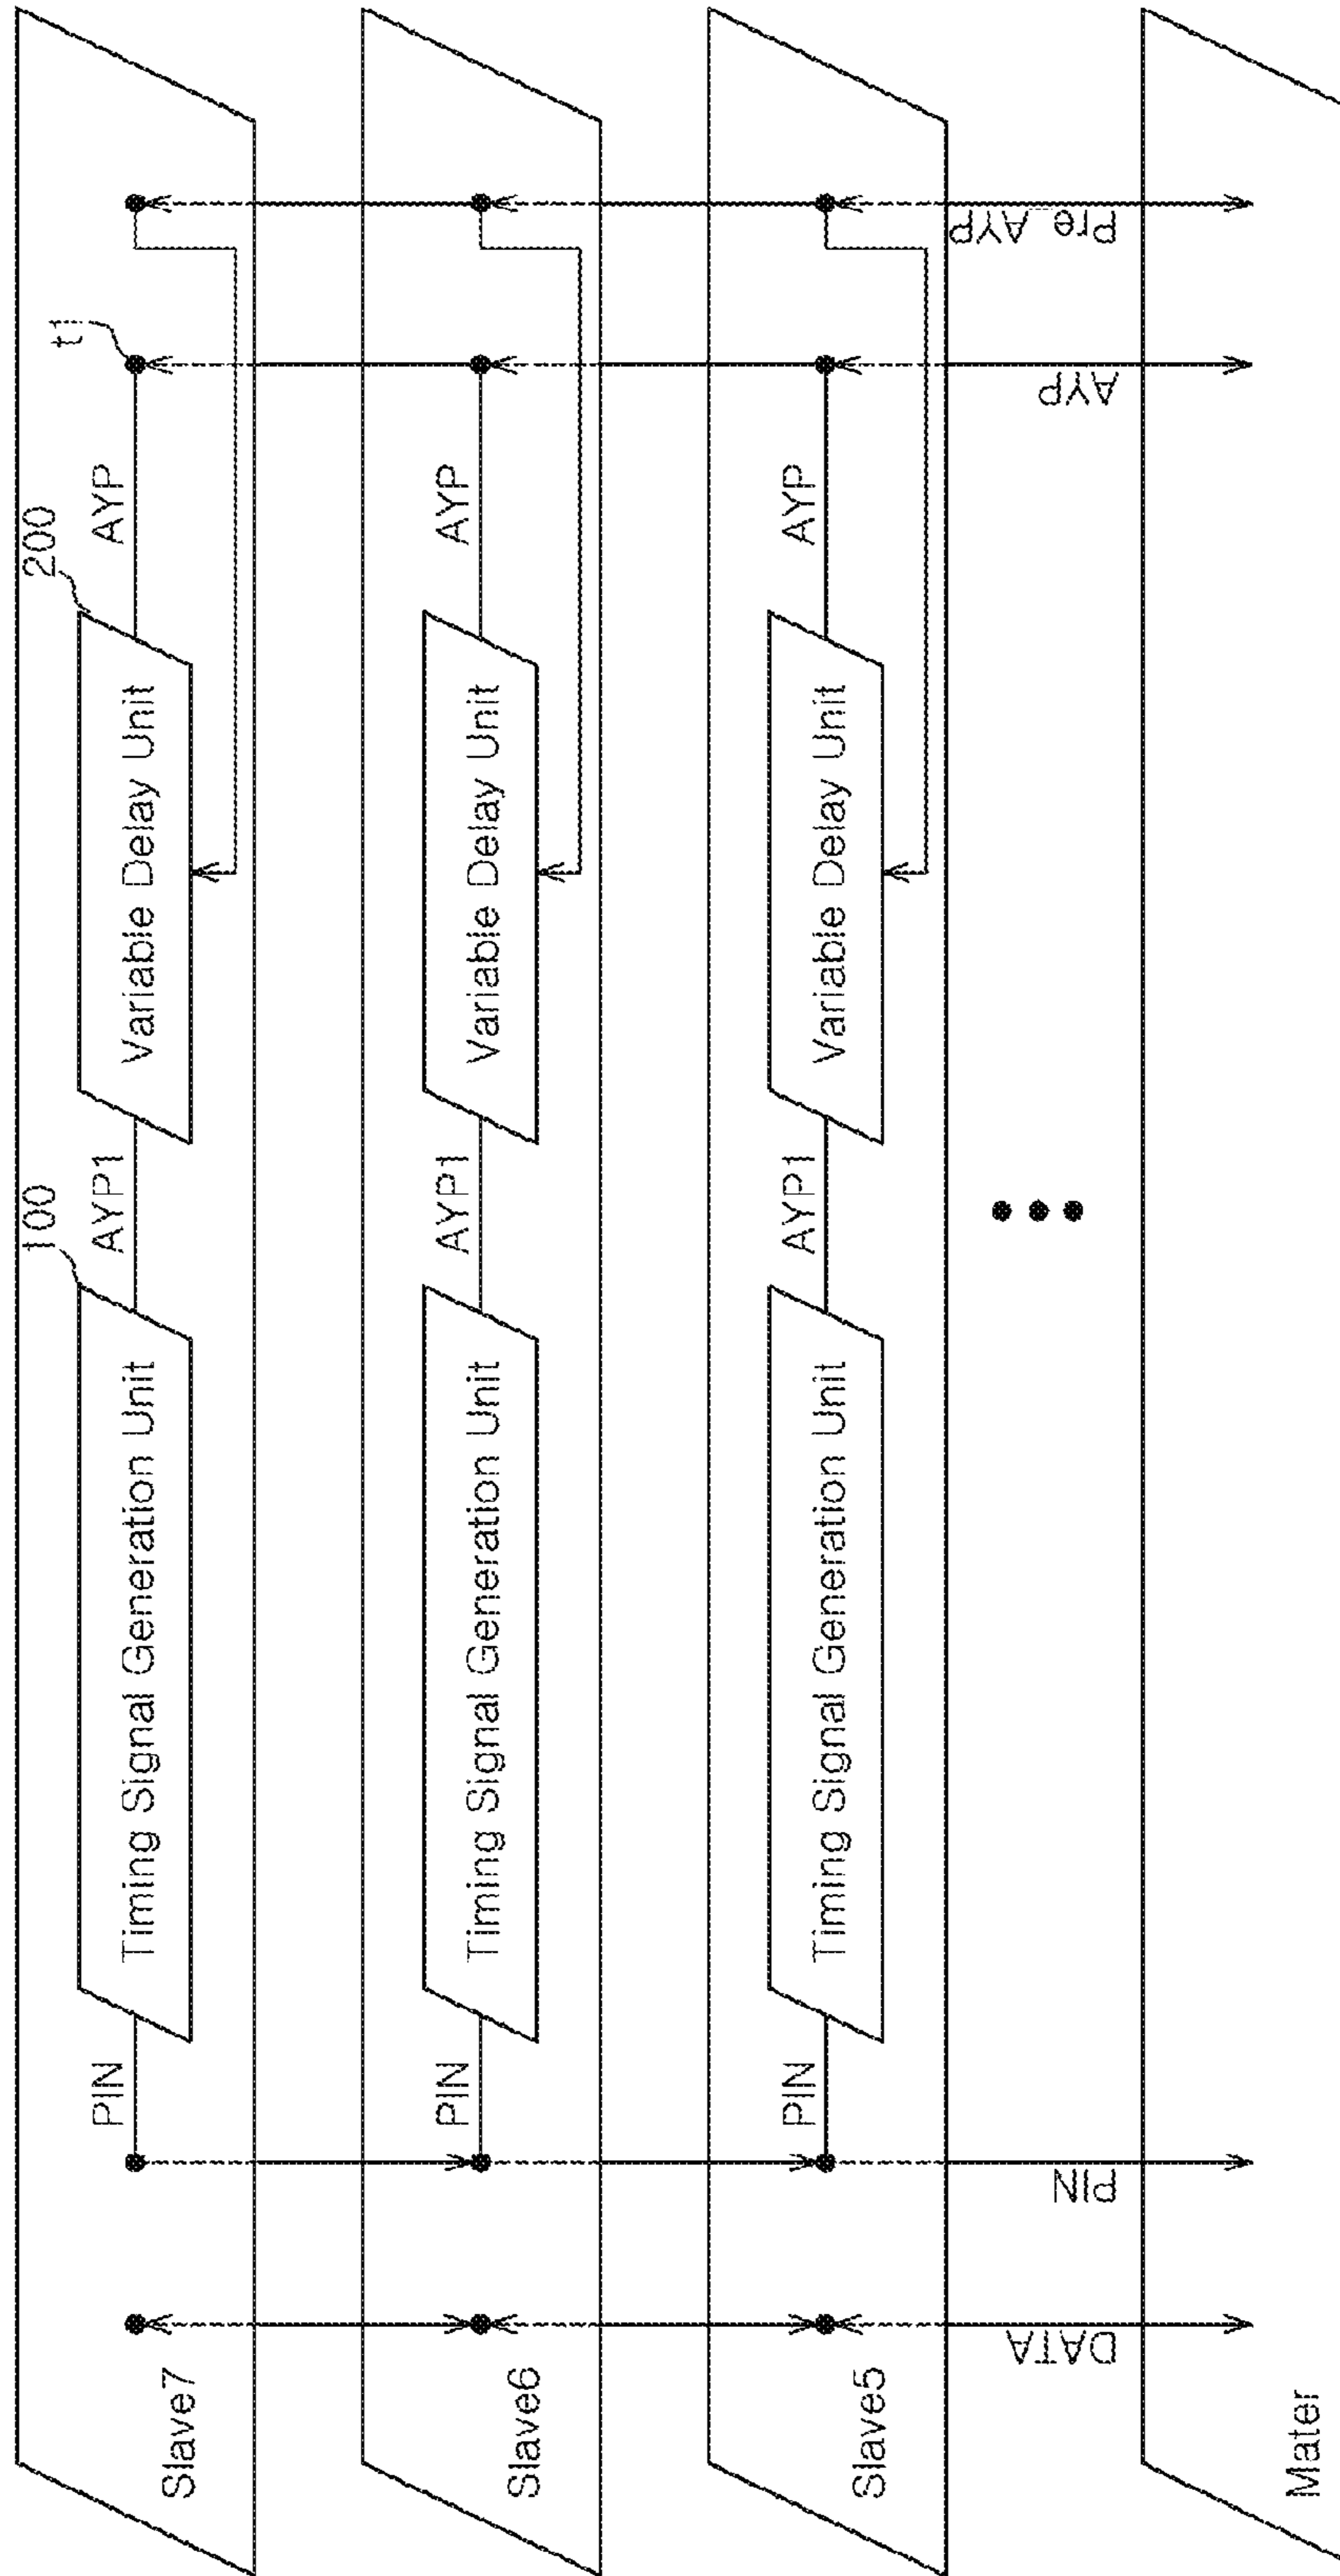 100
200
t1
PIN
Timing Signal Generation Unit
AYP1
Variable Delay Unit
AYP
Slave7
PIN
Timing Signal Generation Unit
AYP1
Variable Delay Unit
AYP
Slave6
PIN
Timing Signal Generation Unit
AYP1
Variable Delay Unit
AYP
Slave5
DATA
PIN
AYP
Pre_AYP
Mater